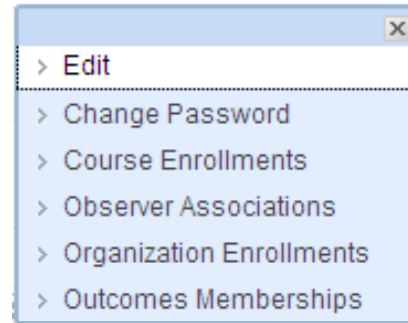 Edit
Change Password
Course Enrollments
Observer Associations
Organization Enrollments
Outcomes Memberships